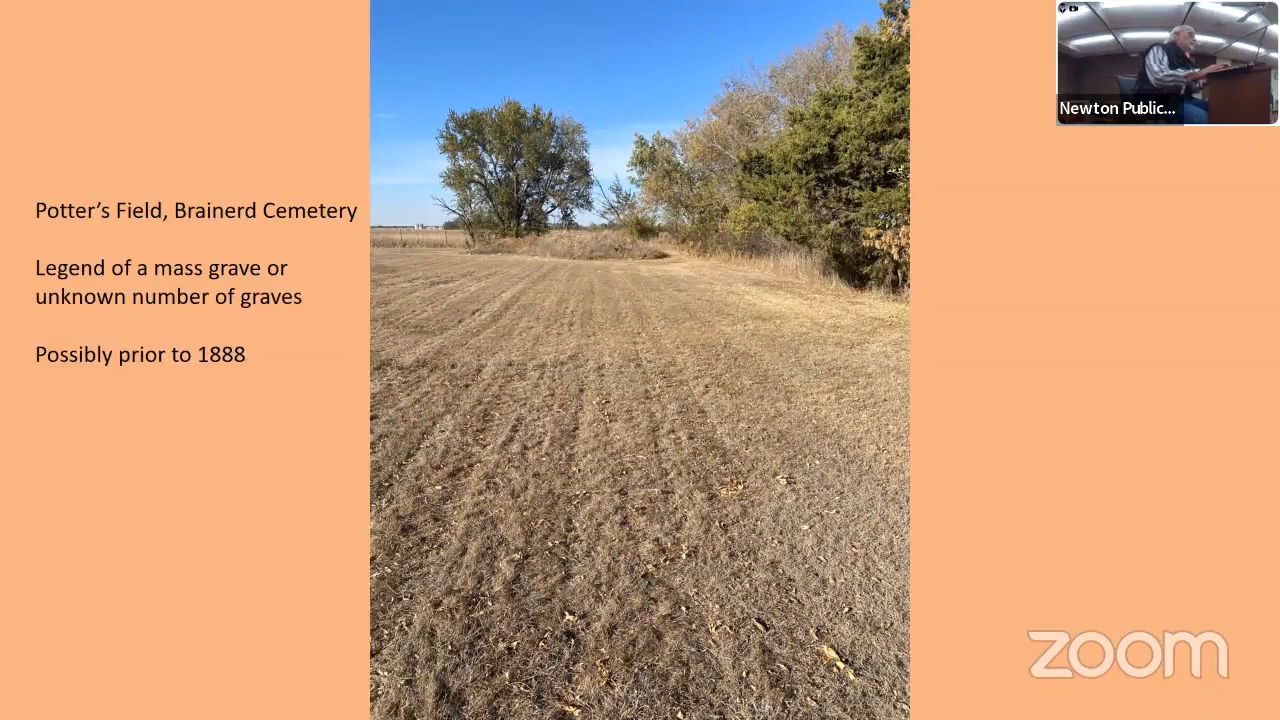 Potter’s Field, Brainerd Cemetery
Legend of a mass grave or
unknown number of graves
Possibly prior to 1888
Newton Public...
zoom